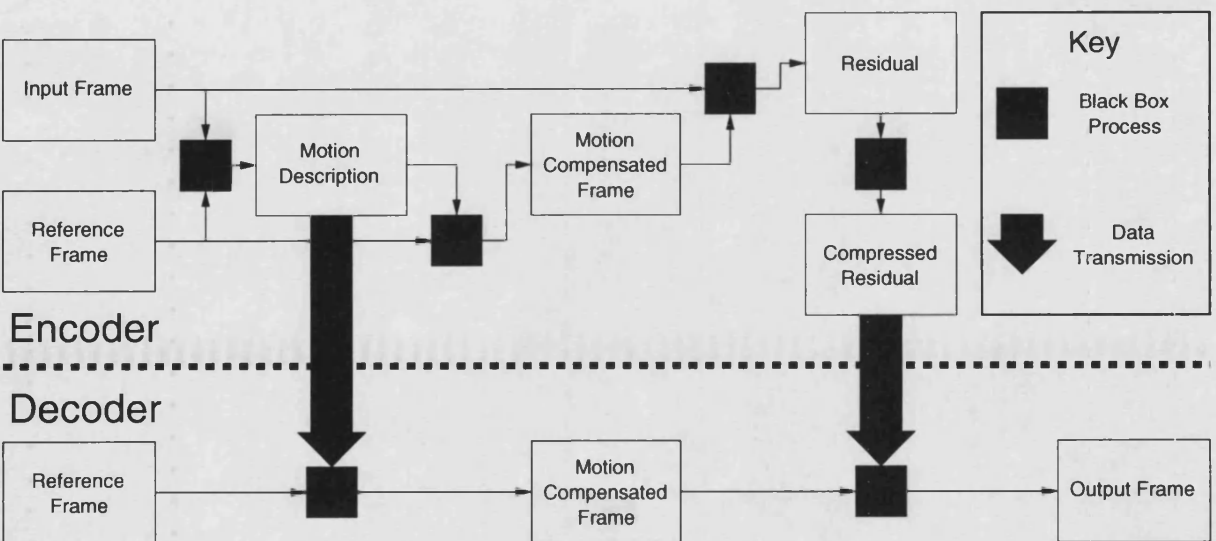 Input Frame
Reference
Frame
Motion
Description
Motion
Compensated
Frame
Residual
Compressed
Residual
Key
Black Box
Process
Data
Transmission
Encoder
Decoder
Reference
Frame
Motion
Compensated
Frame
Output Frame